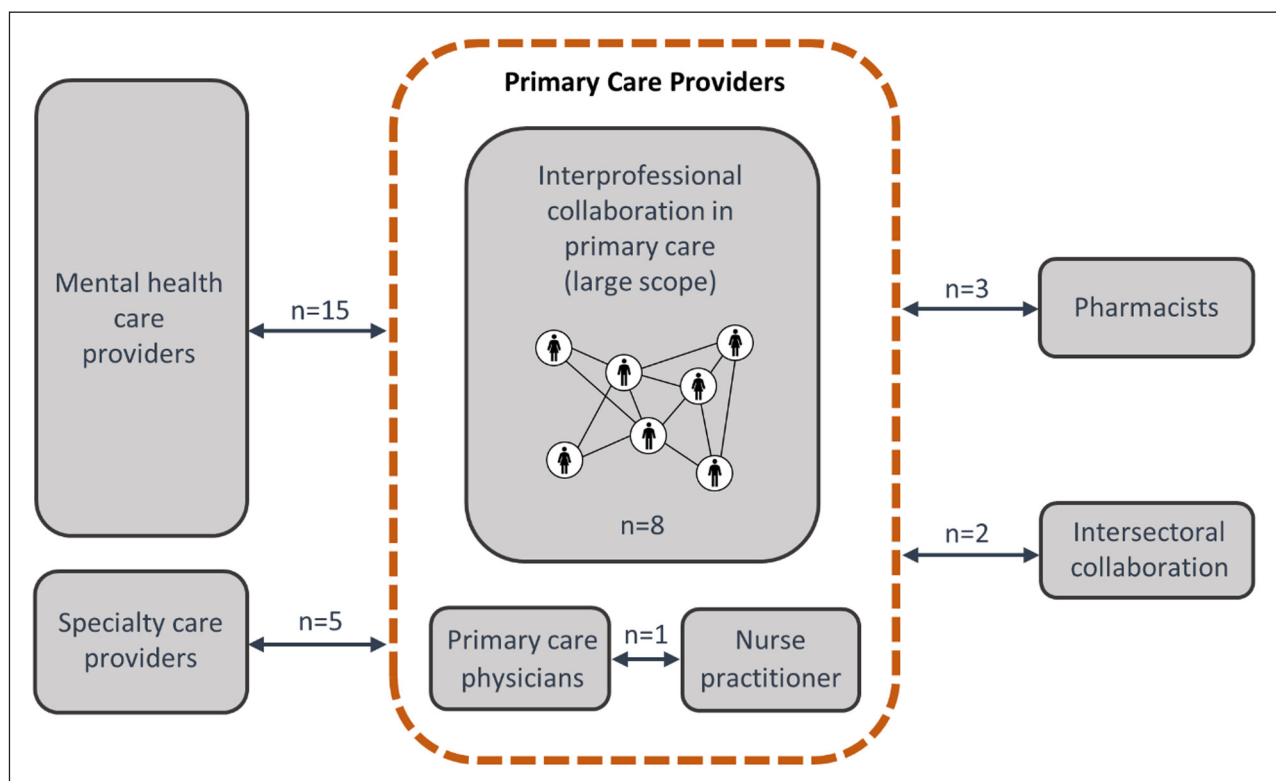 Primary Care Providers
Interprofessional
collaboration in
primary care
(large scope)
n=8
Mental health
care
providers
n=15
Specialty care
providers
n=5
Primary care
physicians
n=1
Nurse
practitioner
n=3
Pharmacists
n=2
Intersectoral
collaboration